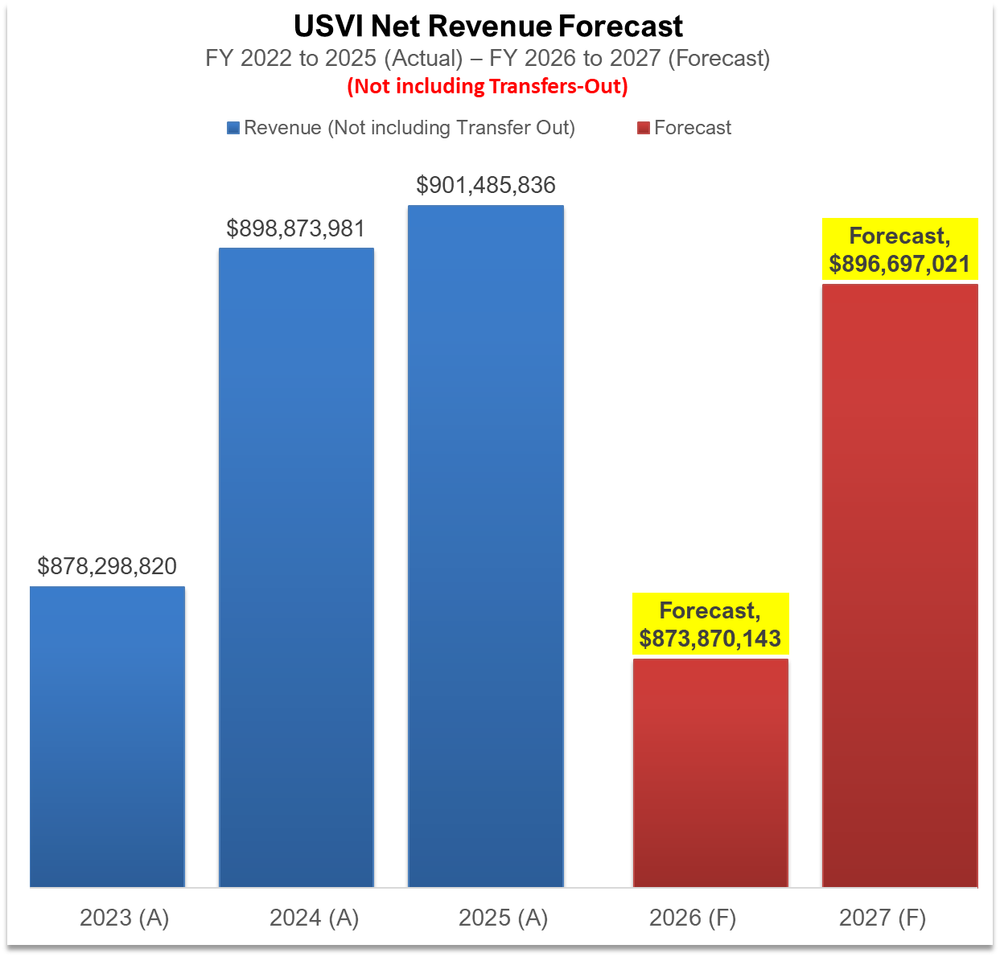 USVI Net Revenue Forecast
FY 2022 to 2025 (Actual) – FY 2026 to 2027 (Forecast)
(Not including Transfers-Out)
Revenue (Not including Transfer Out)
Forecast
$878,298,820
$898,873,981
$901,485,836
Forecast,
$873,870,143
Forecast,
$896,697,021
2023 (A)
2024 (A)
2025 (A)
2026 (F)
2027 (F)